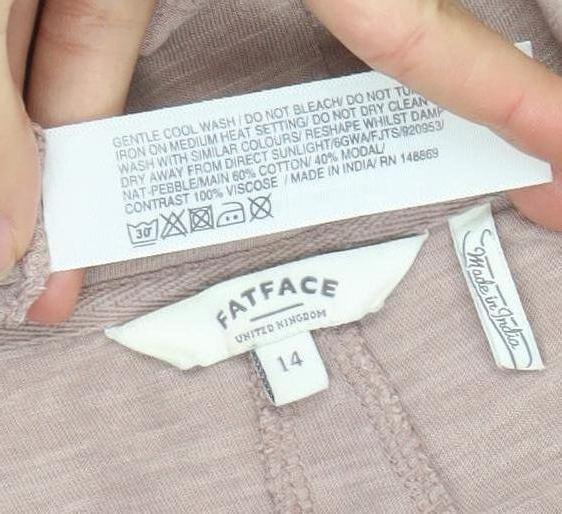 GENTLE COOL WASH / DO NOT BLEACH/ DO NOT TU
IRON ON MEDIUM HEAT SETTING/ DO NOT DRY CLEAN
WASH WITH SIMILAR COLOURS/ RESHAPE WHILST DAMP
DRY AWAY FROM DIRECT SUNLIGHT/6GWA/FJTS/920953/
NAT-PEBBLE/MAIN 60% COTTON/ 40% MODAL/
CONTRAST 100% VISCOSE / MADE IN INDIA/ RN 148869
30
FATFACE
UNITED KINGDOM
14
Made in India